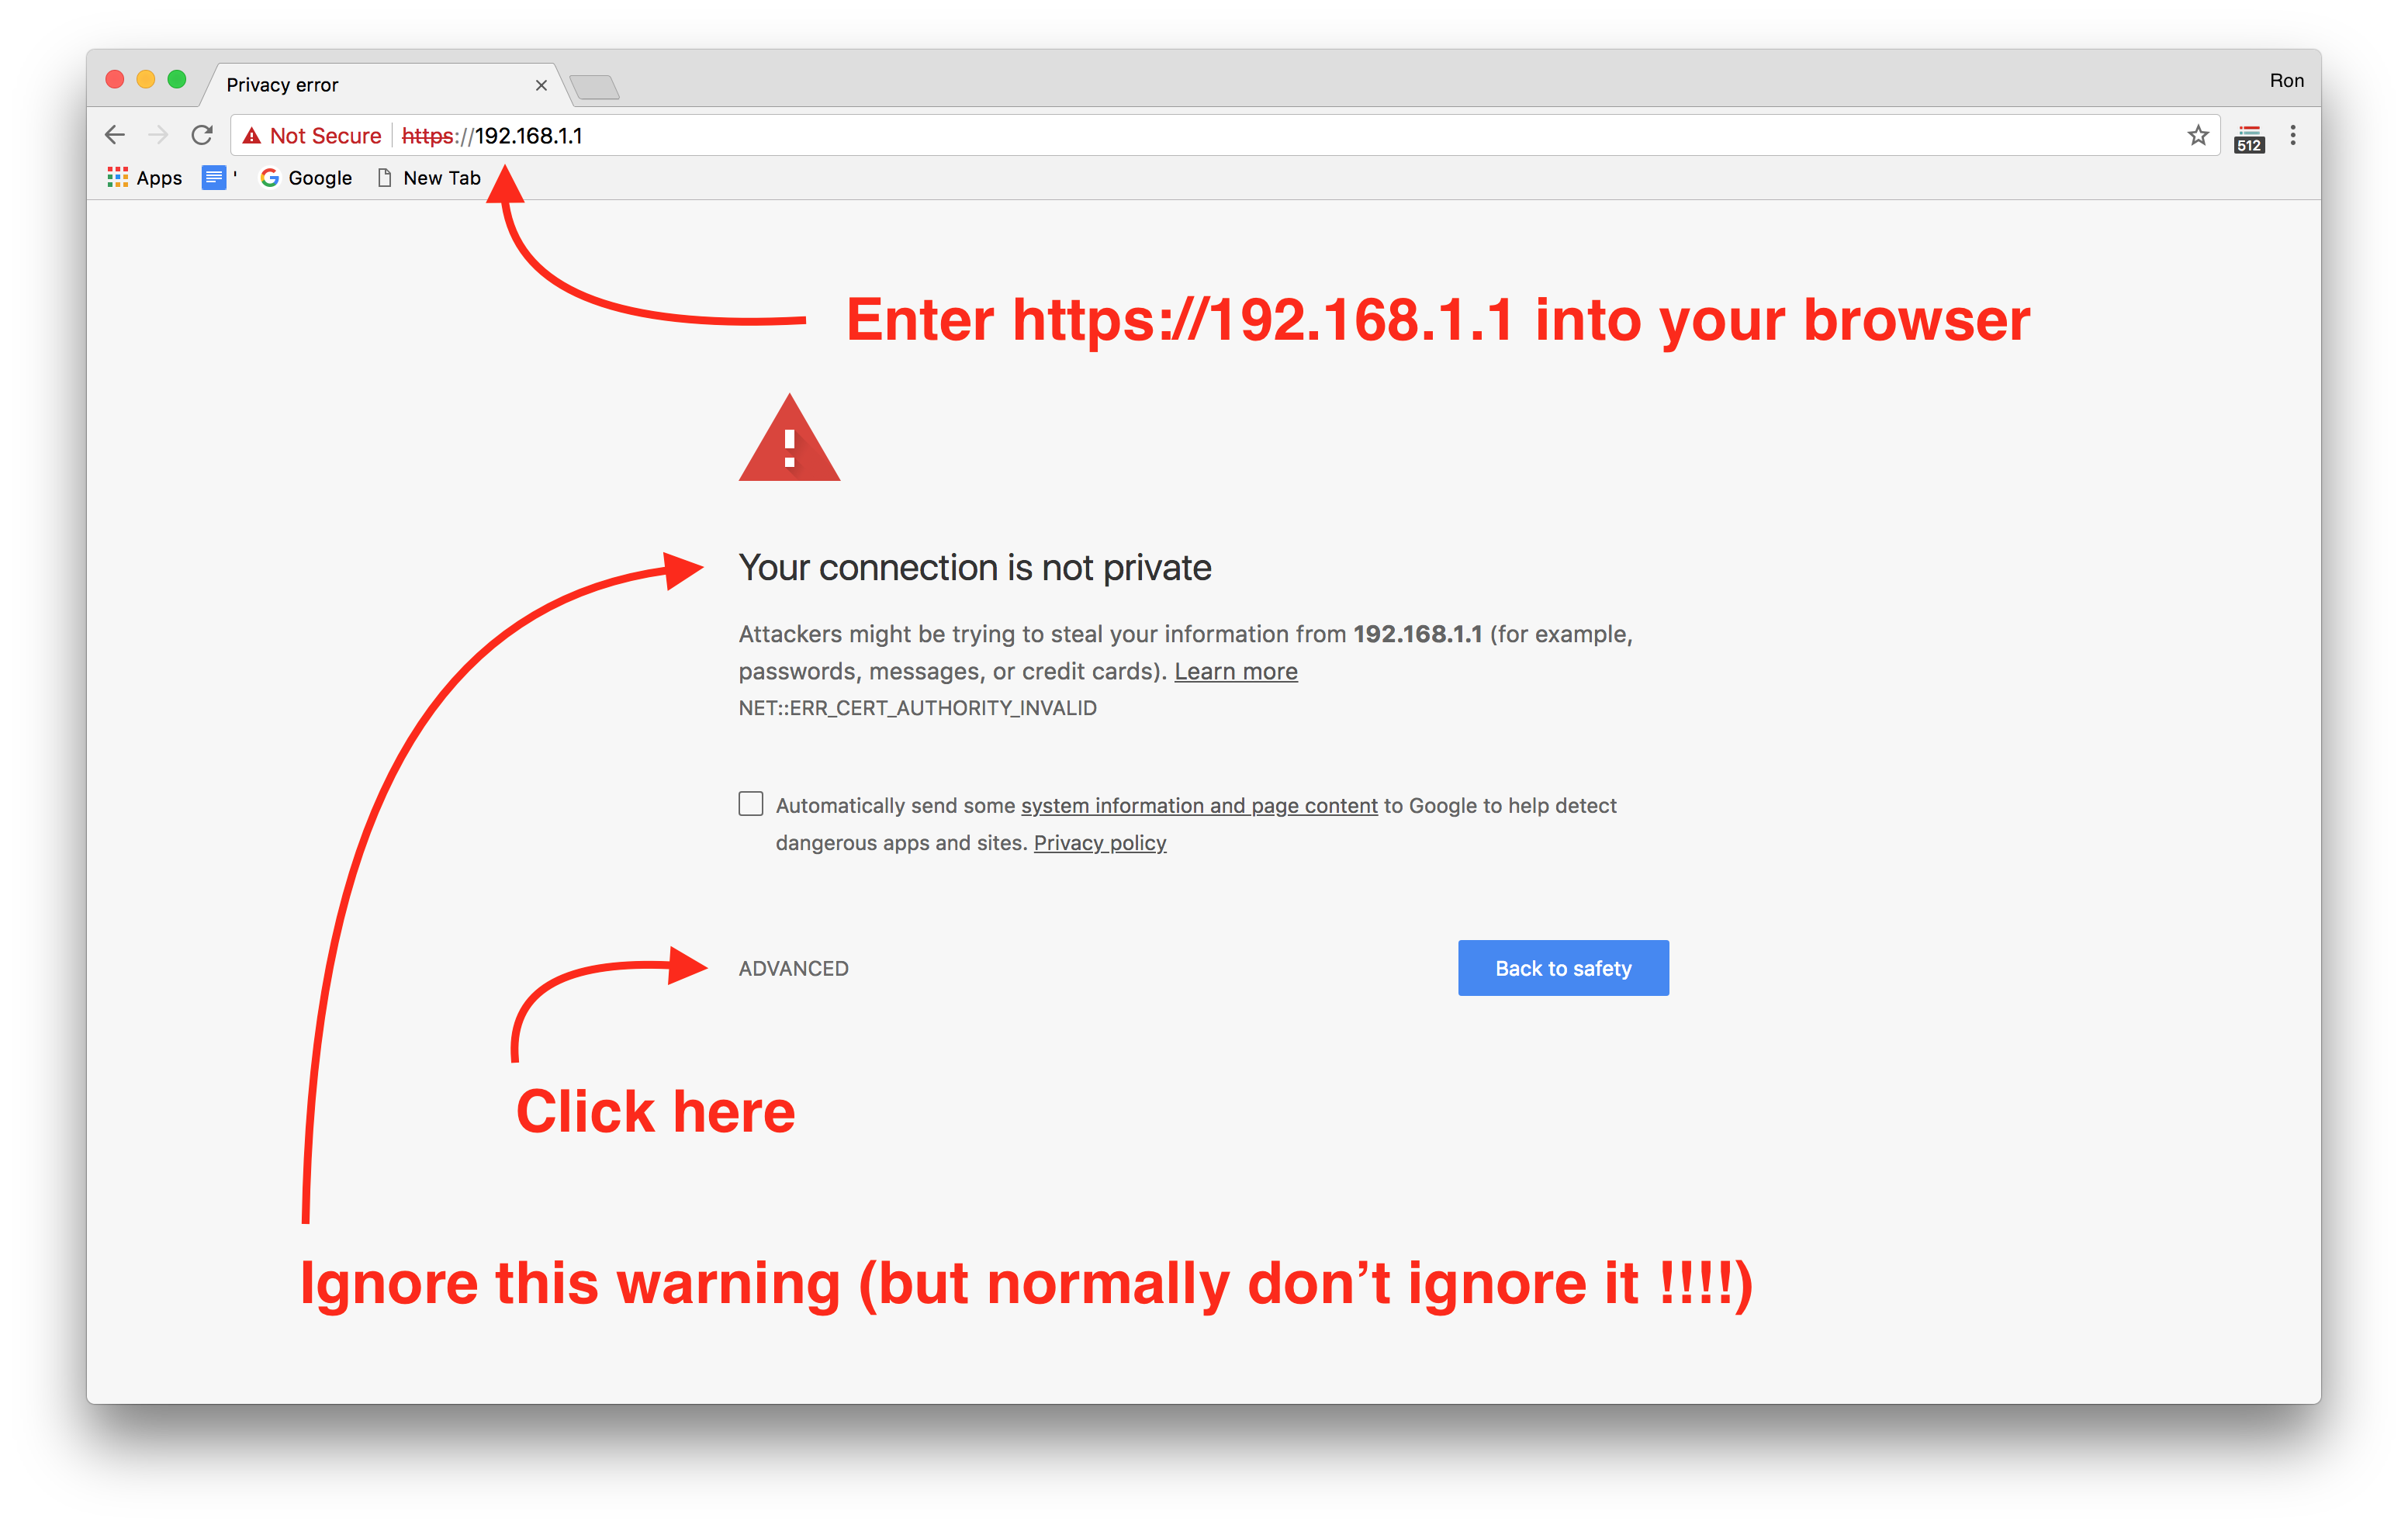 Privacy error
Ron
Not Secure https://192.168.1.1
512
Apps ' Google New Tab
Enter https://192.168.1.1 into your browser
Your connection is not private
Attackers might be trying to steal your information from 192.168.1.1 (for example,
passwords, messages, or credit cards). Learn more
NET::ERR_CERT_AUTHORITY_INVALID
Automatically send some system information and page content to Google to help detect
dangerous apps and sites. Privacy policy
ADVANCED Back to safety
Click here
Ignore this warning (but normally don’t ignore it !!!!)